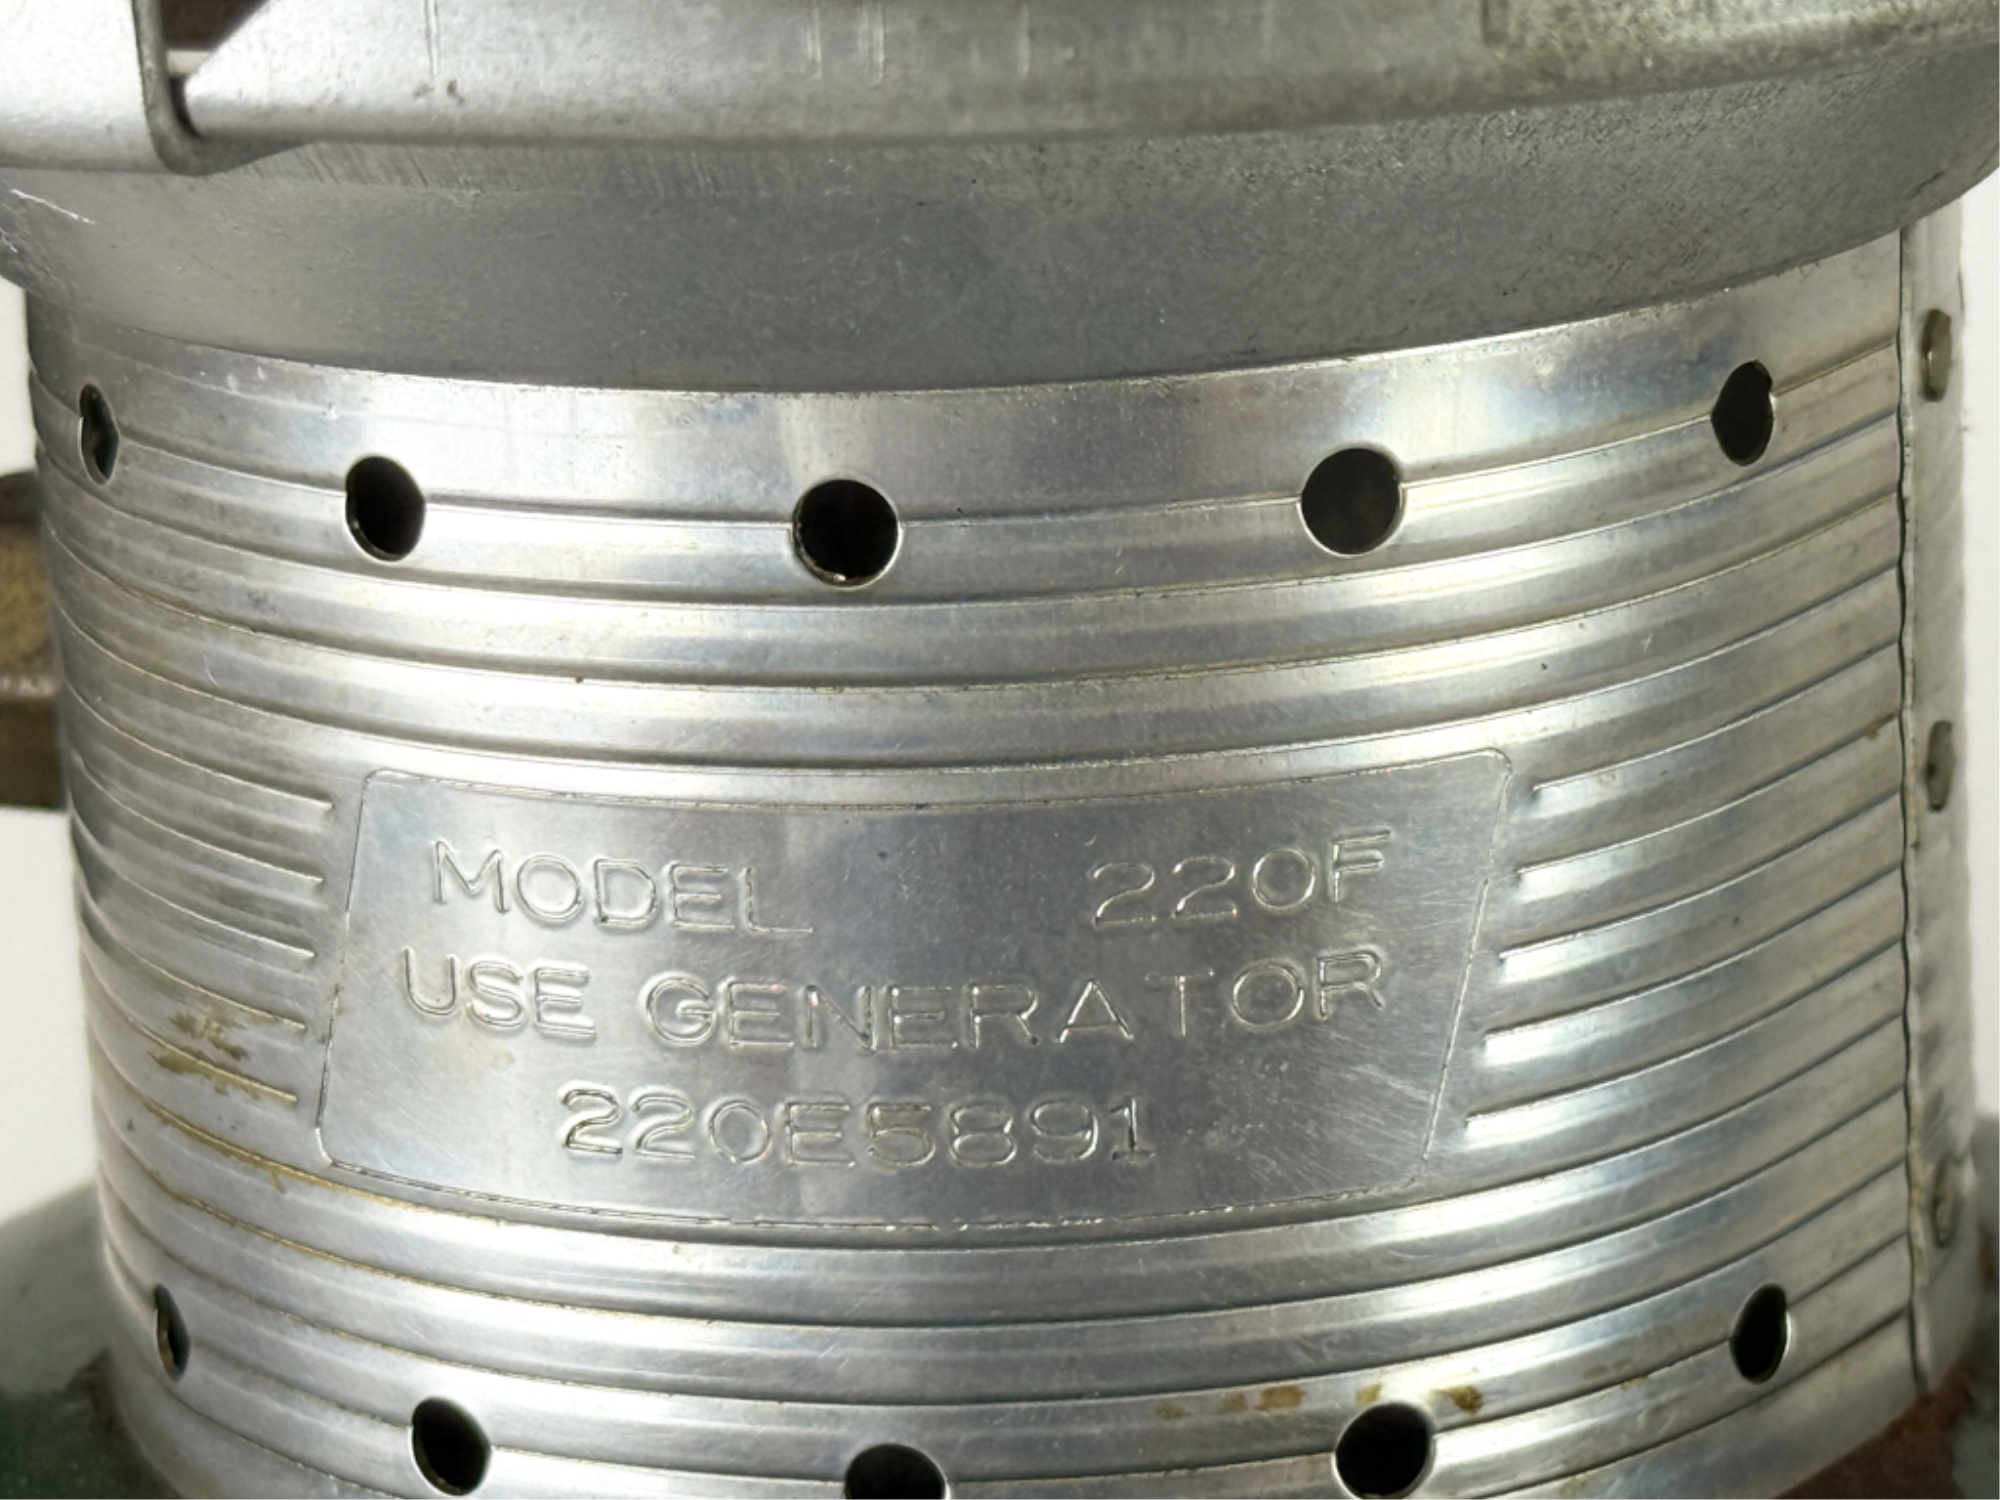 MODEL 220F
USE GENERATOR
220E5891